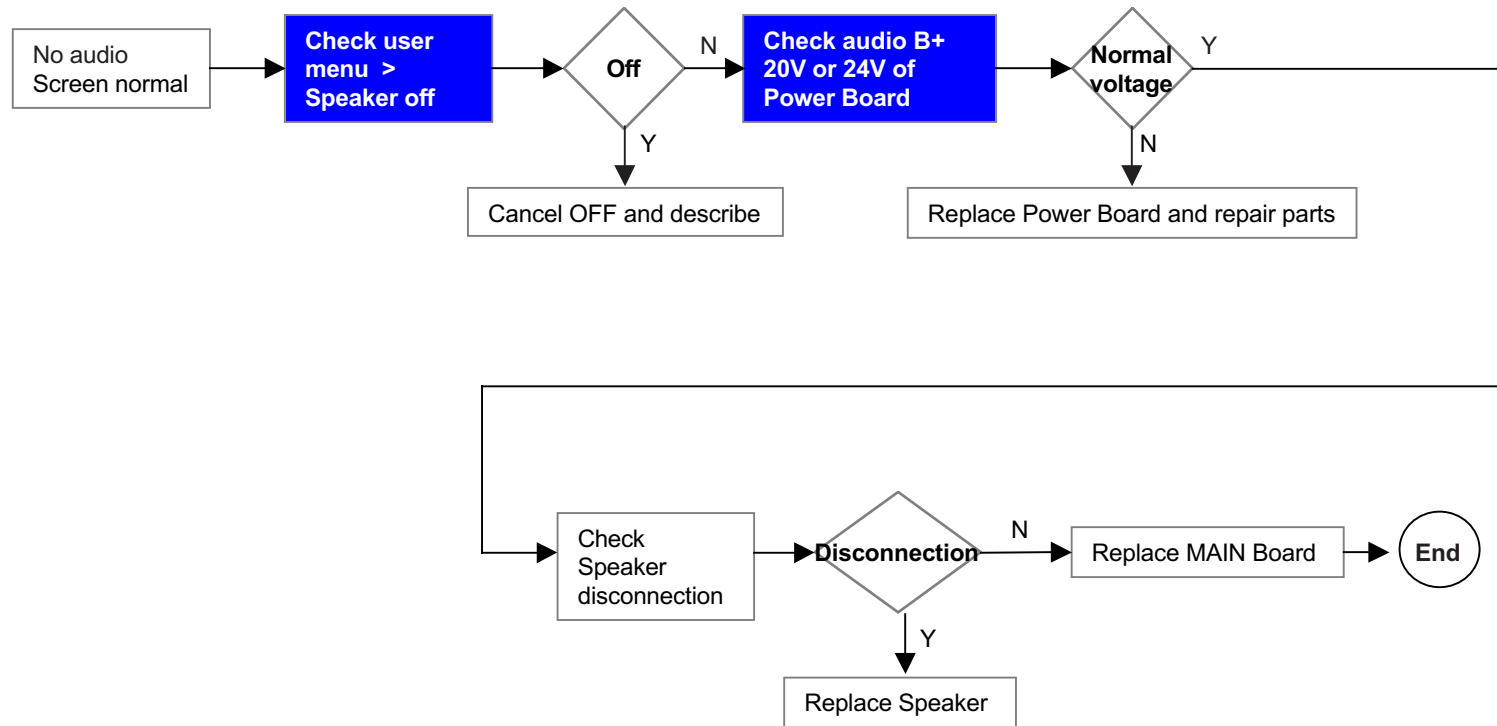 No audio
Screen normal
Check user
menu >
Speaker off
Off
N
Y
Cancel OFF and describe
Check audio B+
20V or 24V of
Power Board
Normal
voltage
Y
N
Replace Power Board and repair parts
Check
Speaker
disconnection
Disconnection
N
Y
Replace Speaker
Replace MAIN Board
End